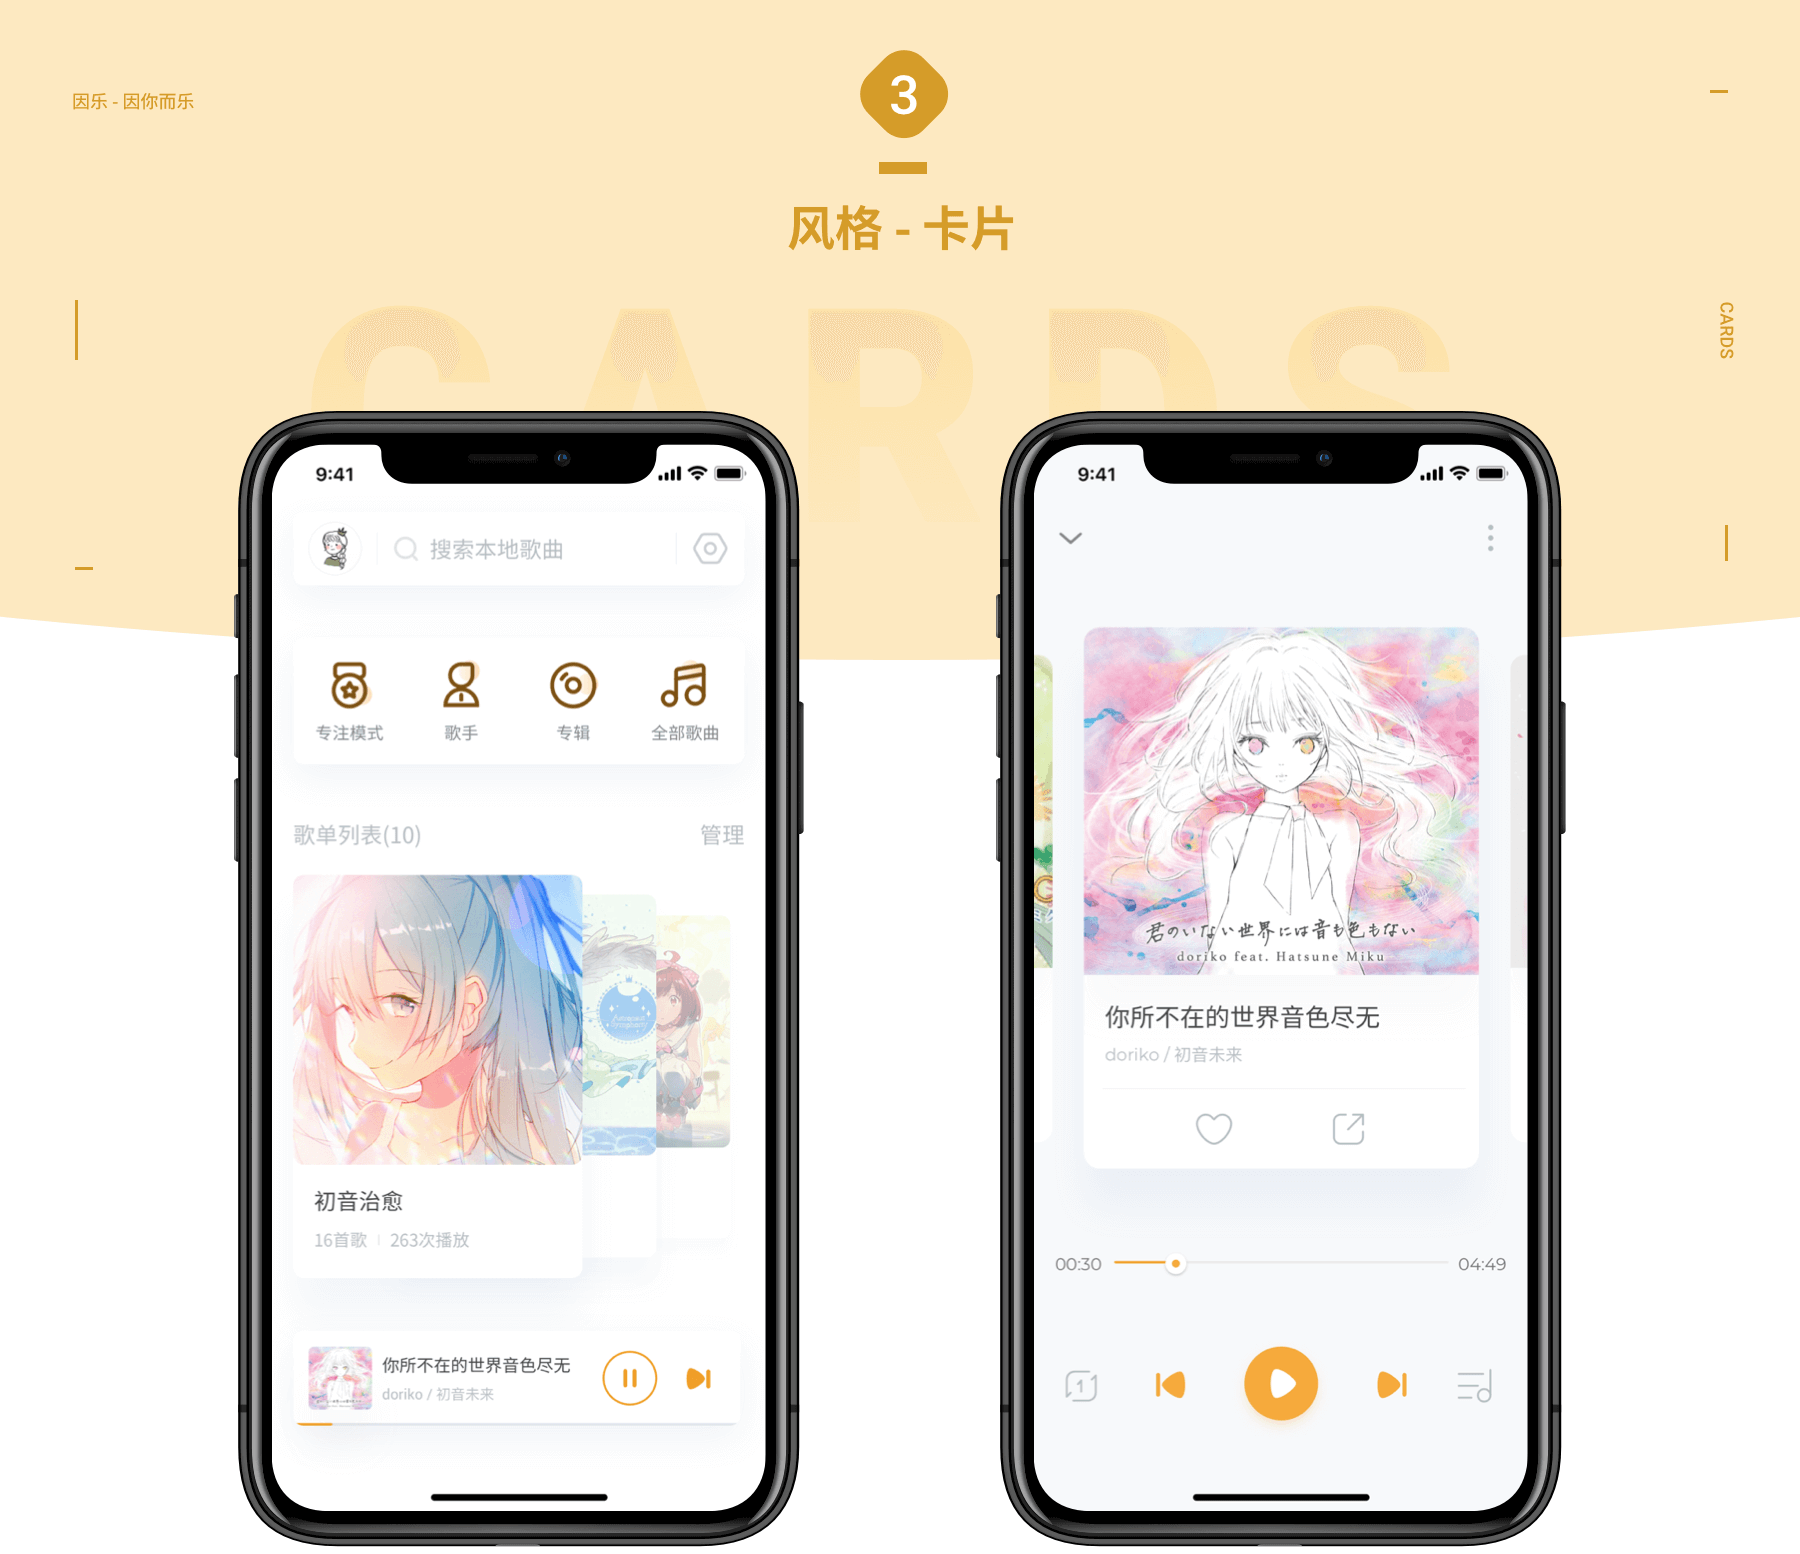 因乐 - 因你而乐
3
风格 - 卡片
CARDS
CARDS
9:41
搜索本地歌曲
专注模式
歌手
专辑
全部歌曲
歌单列表(10)
管理
初音治愈
16首歌 | 263次播放
你所不在的世界音色尽无
doriko / 初音未来
9:41
君のいない世界には音も色もない
doriko feat. Hatsune Miku
你所不在的世界音色尽无
doriko / 初音未来
00:30
04:49
1